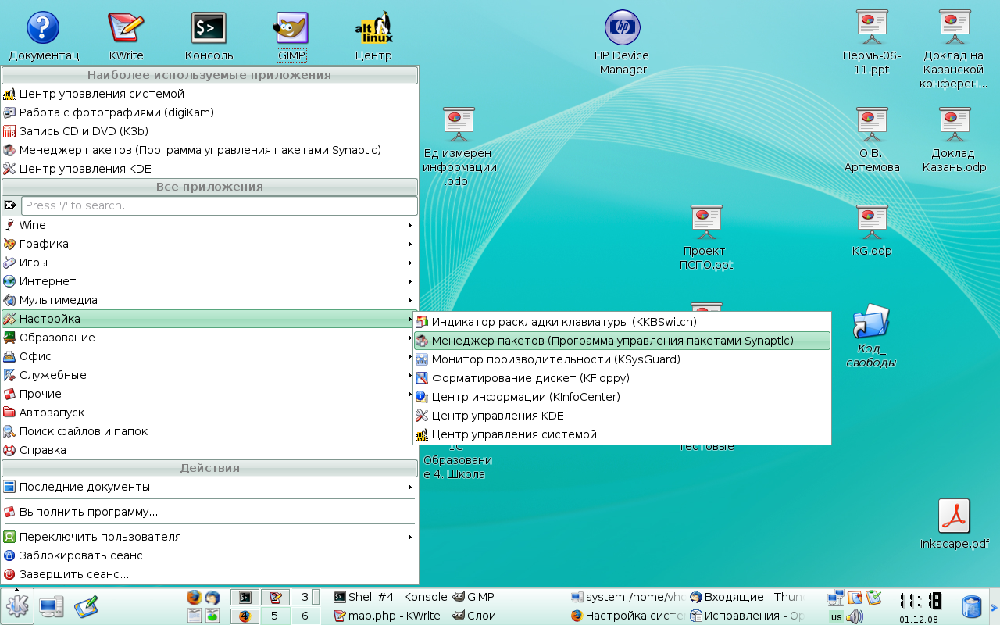 Документац
KWrite
Консоль
GIMP
alt linux
Центр
hp
HP Device
Manager
Пермь-06-
11.ppt
Доклад на
Казанской
конферен...
Наиболее используемые приложения
Центр управления системой
Работа с фотографиями (digiKam)
Запись CD и DVD (K3b)
Менеджер пакетов (Программа управления пакетами Synaptic)
Центр управления KDE
Все приложения
Press '/' to search...
Wine
Графика
Игры
Интернет
Мультимедиа
Настройка
Образование
Офис
Служебные
Прочие
Автозапуск
Поиск файлов и папок
Справка
Действия
Последние документы
Выполнить программу...
Переключить пользователя
Заблокировать сеанс
Завершить сеанс...
Ед измерен
информации
.odp
О.В.
Артемова
Доклад
Казань.odp
Проект
ПСПО.ppt
KG.odp
Индикатор раскладки клавиатуры (KKBSwitch)
Менеджер пакетов (Программа управления пакетами Synaptic)
Монитор производительности (KSysGuard)
Форматирование дискет (KFloppy)
Центр информации (KInfoCenter)
Центр управления KDE
Центр управления системой
Код_
свободы
1С
Образовани
е 4. Школа
Тестовые
Inkscape.pdf
3
4
5
6
Shell #4 - Konsole
GIMP
system:/home/vho
Входящие - Thun
map.php - KWrite
Слои
Настройка систе
Исправления - Op
US
11:18
01.12.08